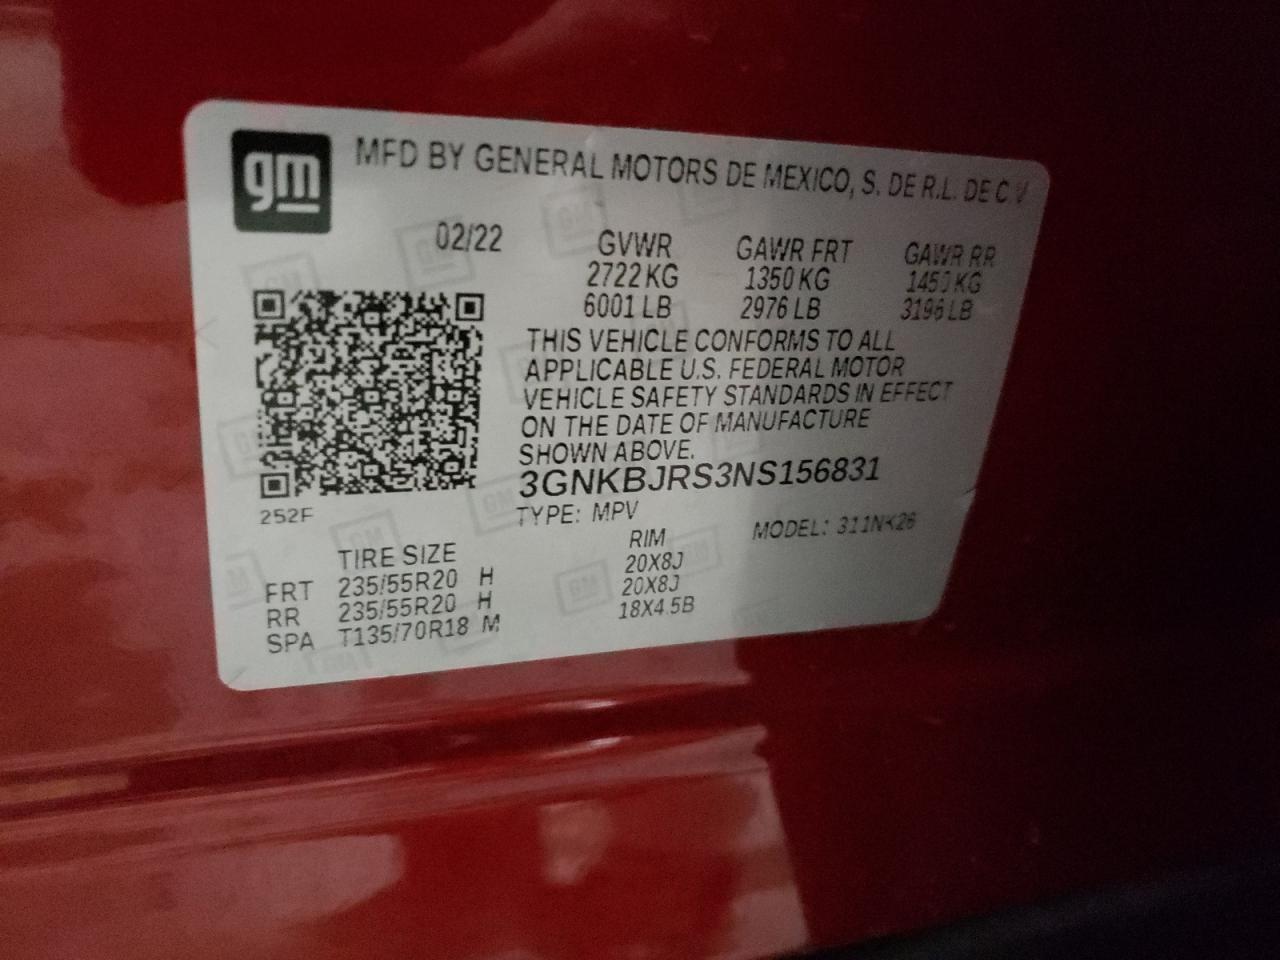 gm
MFD BY GENERAL MOTORS DE MEXICO, S. DE R.L. DE C V
02/22 GVWR GAWR FRT GAWR RR
2722 KG 1350 KG 1450 KG
6001 LB 2976 LB 3196 LB
THIS VEHICLE CONFORMS TO ALL
APPLICABLE U.S. FEDERAL MOTOR
VEHICLE SAFETY STANDARDS IN EFFECT
ON THE DATE OF MANUFACTURE
SHOWN ABOVE.
3GNKBJRS3NS156831
252F
TYPE: MPV MODEL: 311NK26
TIRE SIZE RIM
FRT 235/55R20 H 20X8J
RR 235/55R20 H 20X8J
SPA T135/70R18 M 18X4.5B